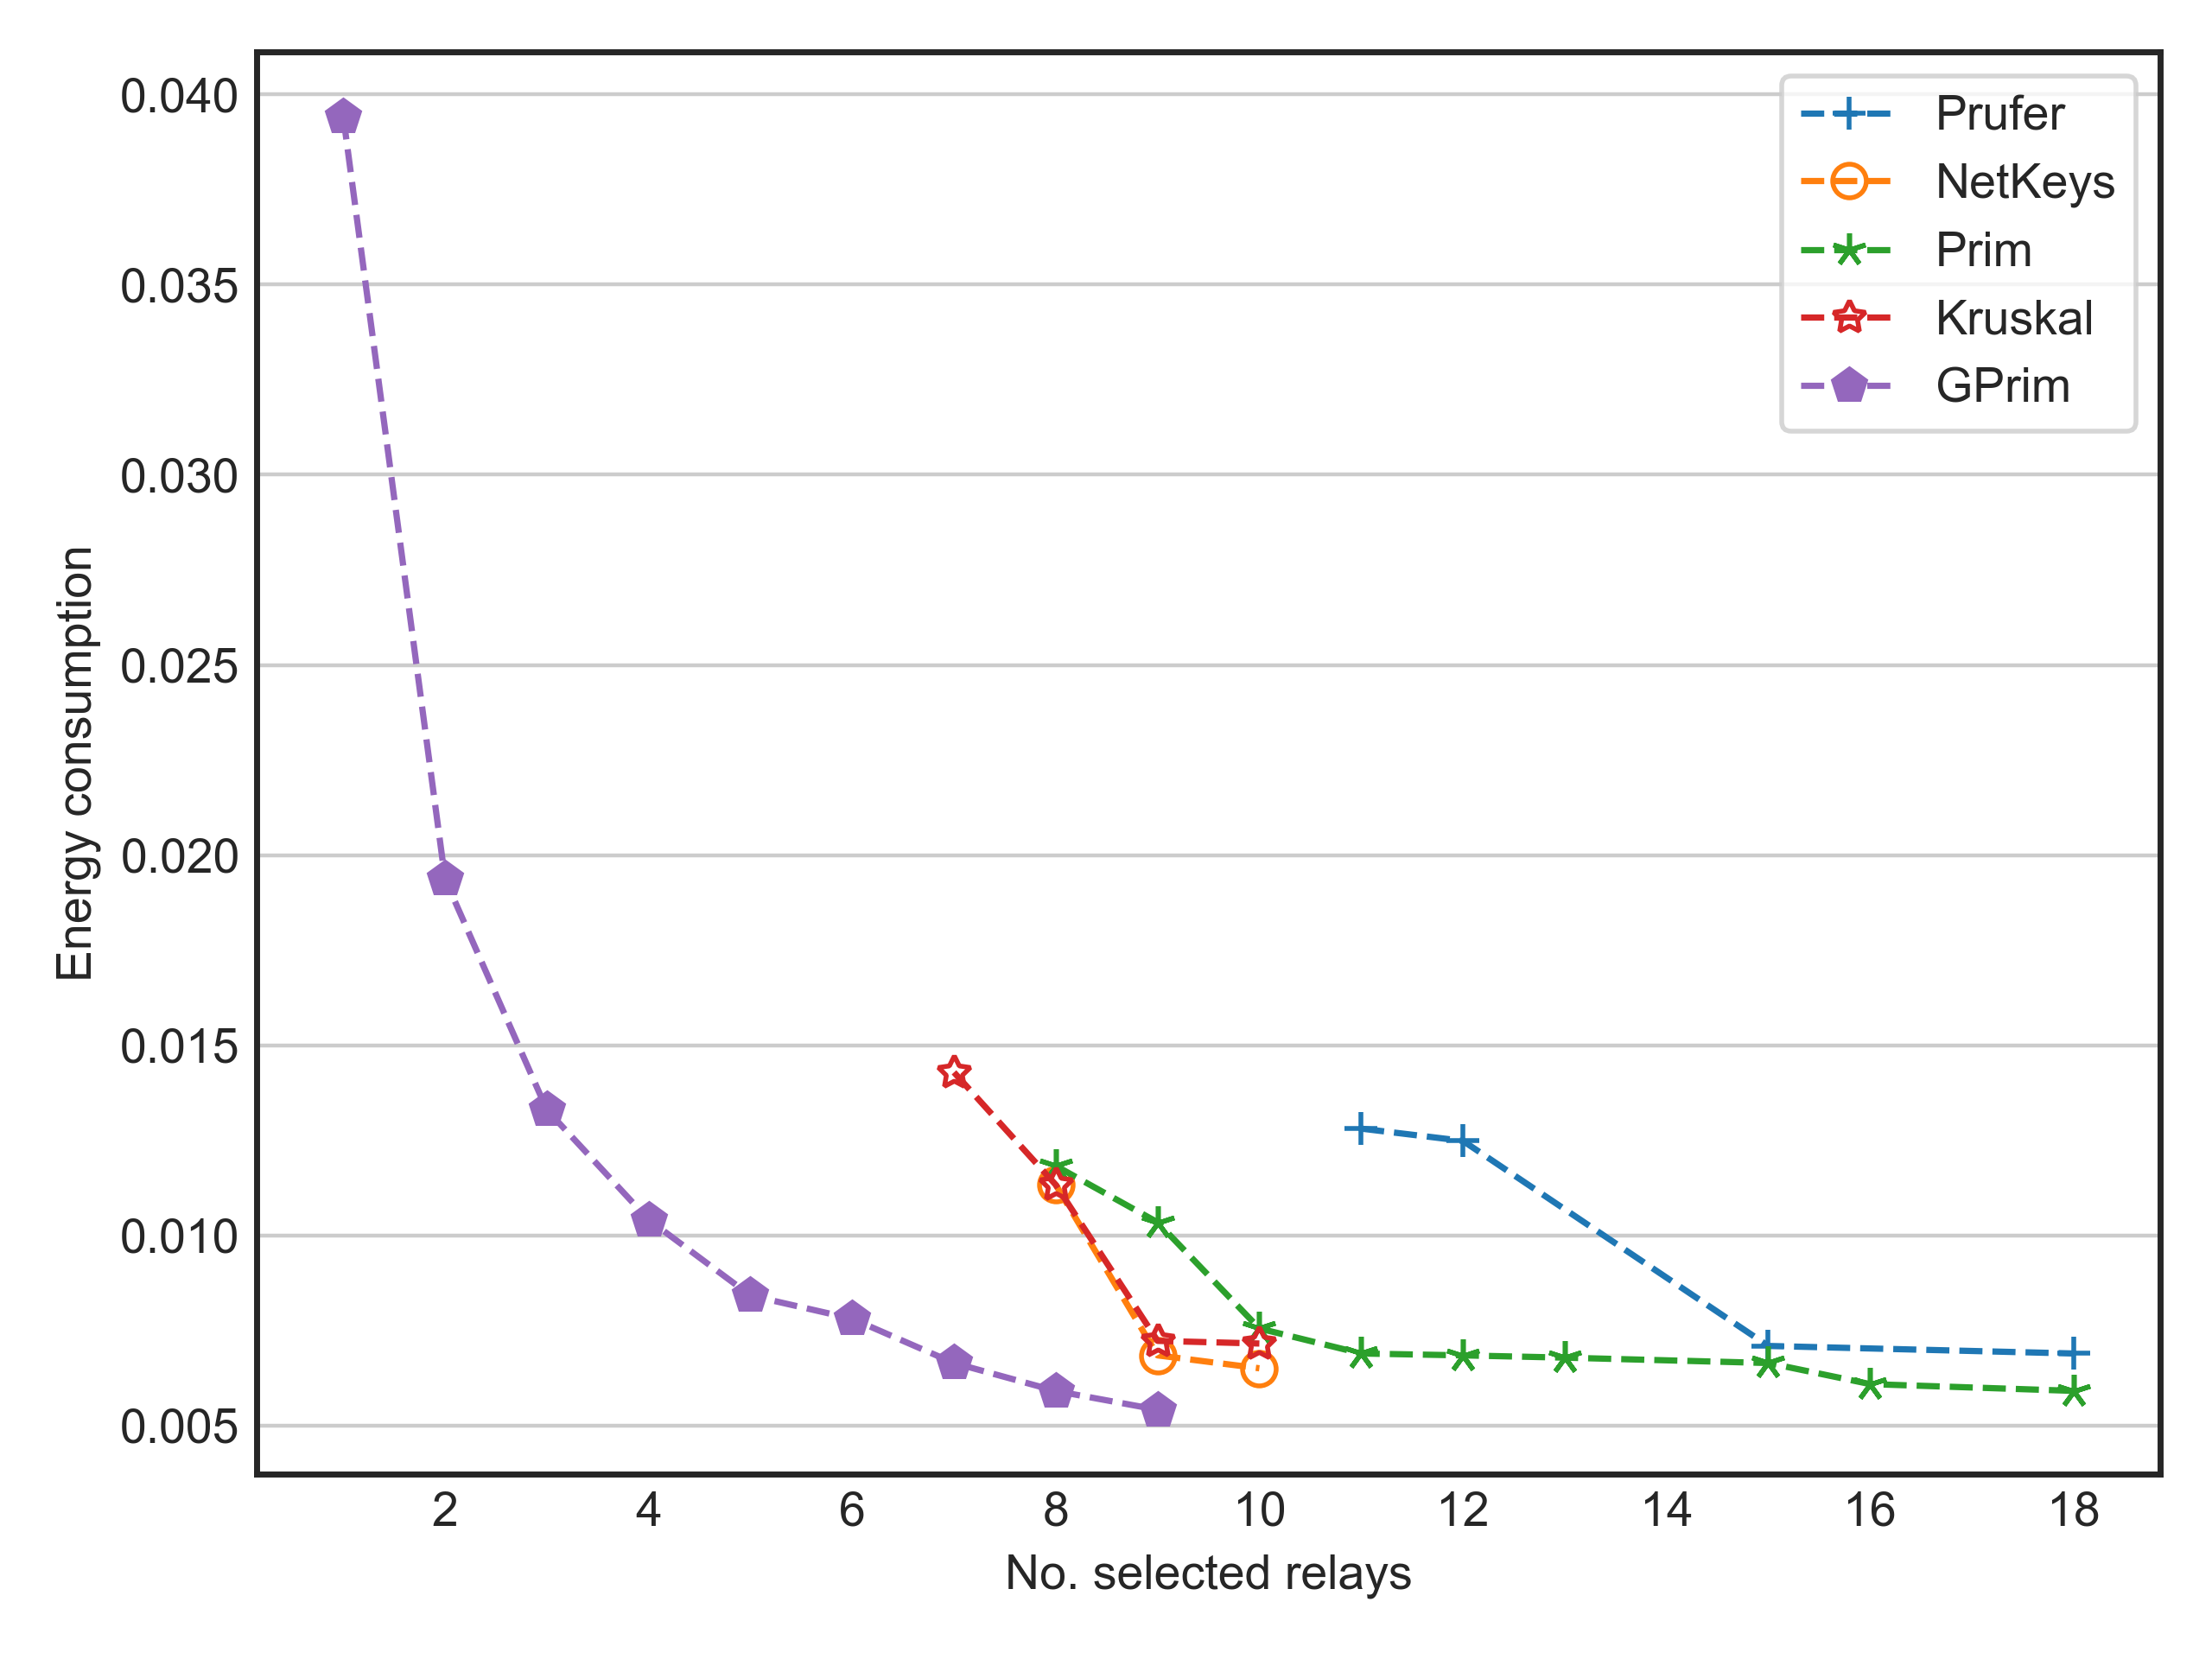 0.040
0.035
0.030
0.025
0.020
0.015
0.010
0.005
Energy consumption
2 4 6 8 10 12 14 16 18
No. selected relays
Prufer
NetKeys
Prim
Kruskal
GPrim